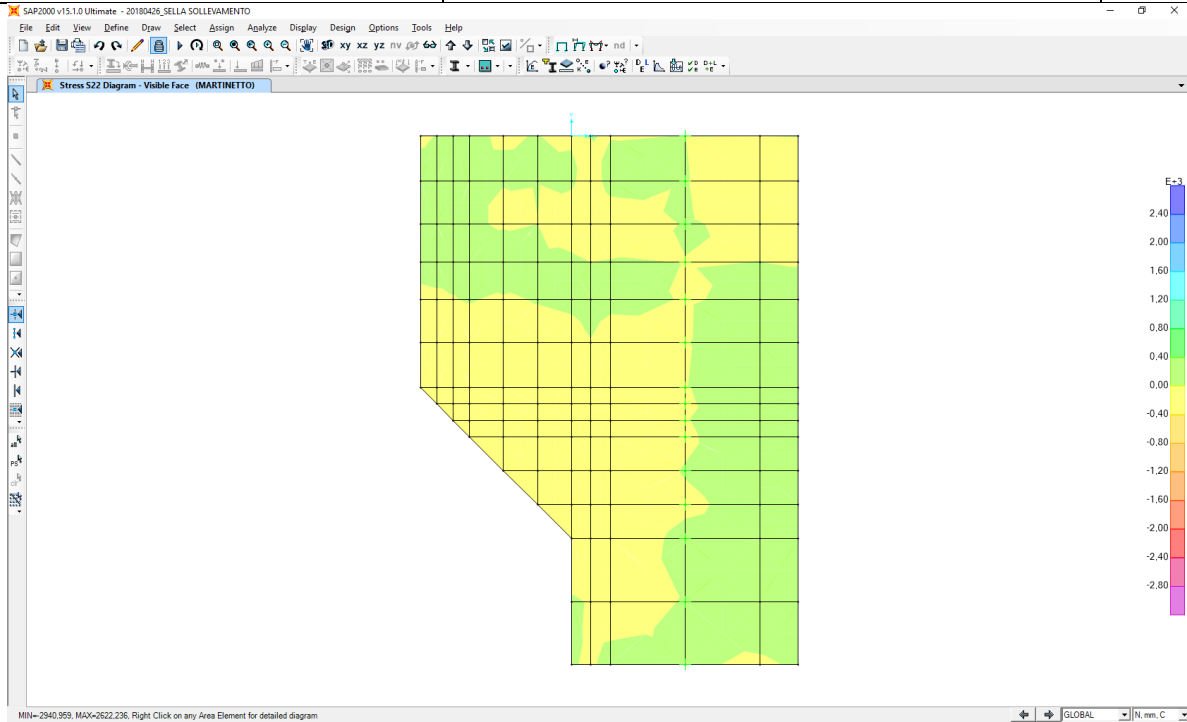 SAP2000 v15.1.0 Ultimate - 20180426_SELLA SOLLEVAMENTO
File Edit View Define Draw Select Assign Analyze Display Design Options Tools Help
xy xz yz nv nd
Stress S22 Diagram - Visible Face (MARTINETTO)
E+3
2.40
2.00
1.60
1.20
0.80
0.40
0.00
-0.40
-0.80
-1.20
-1.60
-2.00
-2.40
-2.80
all
PS
MIN=-2940.959, MAX=2622.236, Right Click on any Area Element for detailed diagram
GLOBAL
N, mm, C